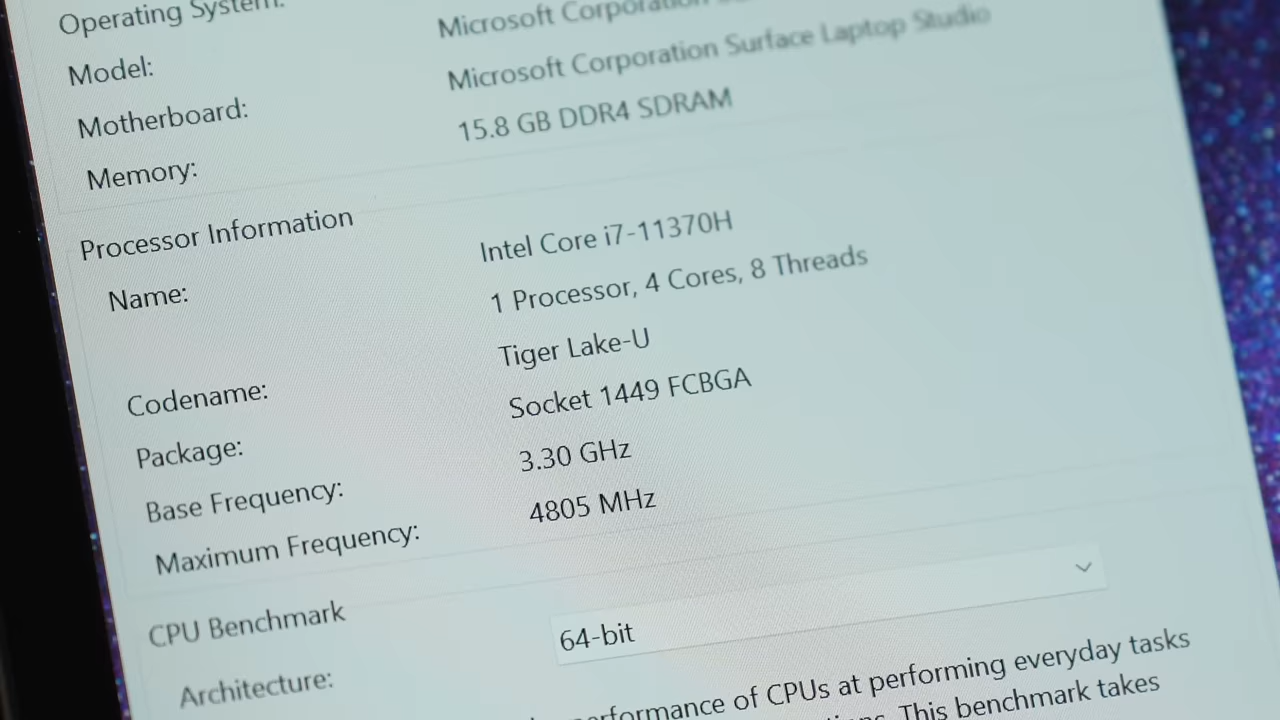 Operating System:
Model: Microsoft Corporation
Motherboard: Microsoft Corporation Surface Laptop Studio
Memory: 15.8 GB DDR4 SDRAM
Processor Information
Name: Intel Core i7-11370H
1 Processor, 4 Cores, 8 Threads
Codename: Tiger Lake-U
Package: Socket 1449 FCBGA
Base Frequency: 3.30 GHz
Maximum Frequency: 4805 MHz
CPU Benchmark
Architecture: 64-bit
performance of CPUs at performing everyday tasks
This benchmark takes